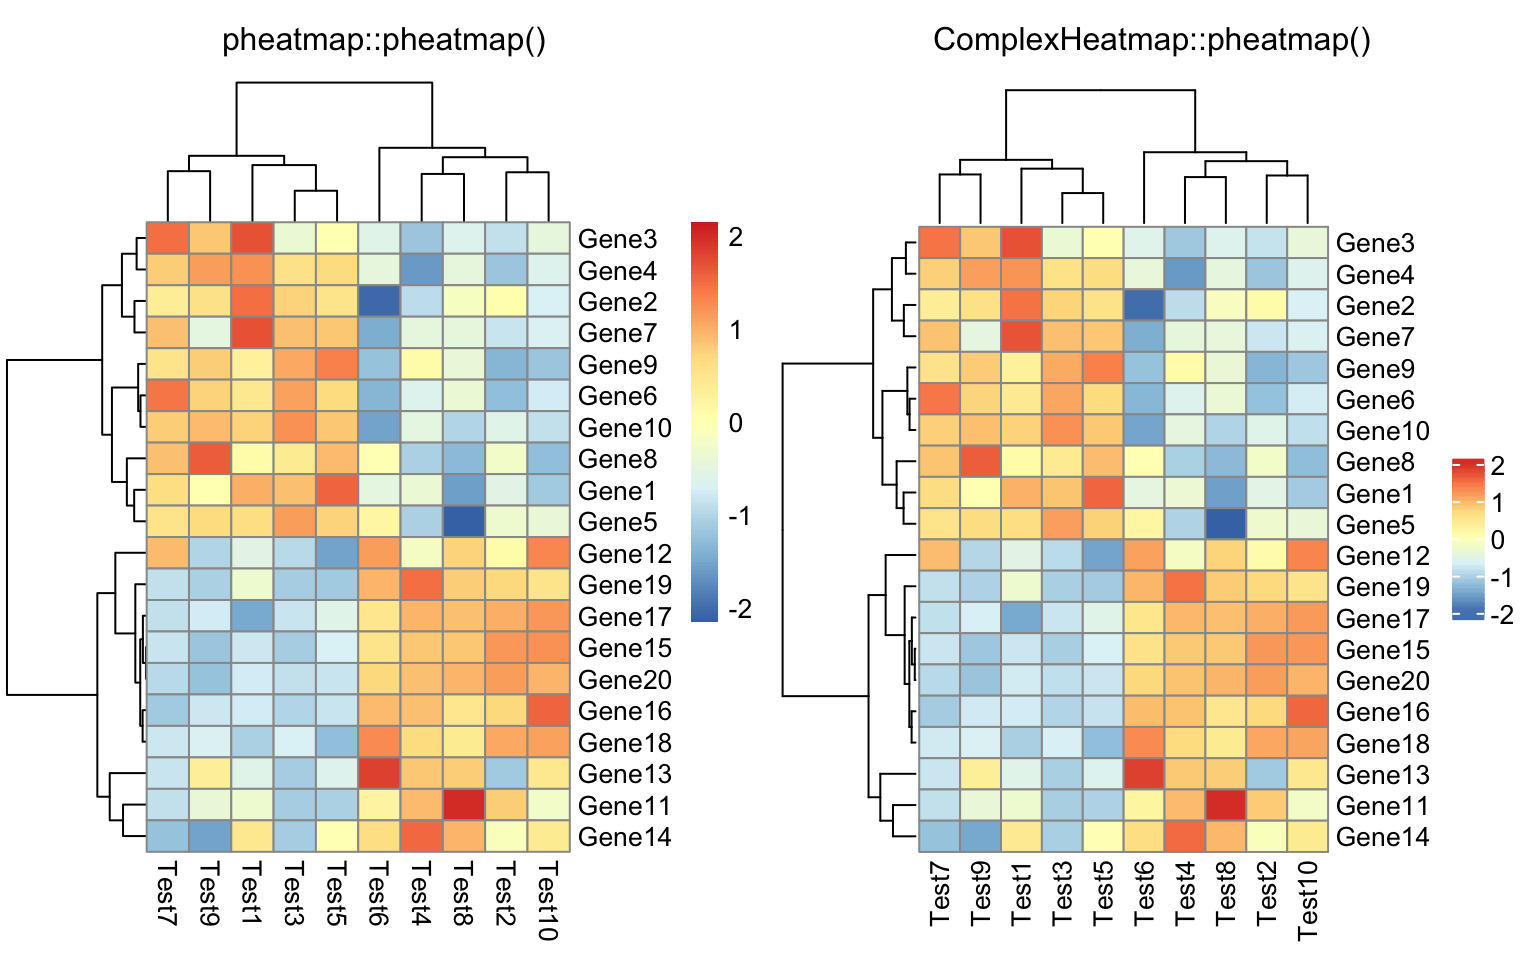 pheatmap::pheatmap()
Gene3
Gene4
Gene2
Gene7
Gene9
Gene6
Gene10
Gene8
Gene1
Gene5
Gene12
Gene19
Gene17
Gene15
Gene20
Gene16
Gene18
Gene13
Gene11
Gene14
Test7 Test9 Test1 Test3 Test5 Test6 Test4 Test8 Test2 Test10
2
1
0
-1
-2
ComplexHeatmap::pheatmap()
Gene3
Gene4
Gene2
Gene7
Gene9
Gene6
Gene10
Gene8
Gene1
Gene5
Gene12
Gene19
Gene17
Gene15
Gene20
Gene16
Gene18
Gene13
Gene11
Gene14
Test7 Test9 Test1 Test3 Test5 Test6 Test4 Test8 Test2 Test10
2
1
0
-1
-2